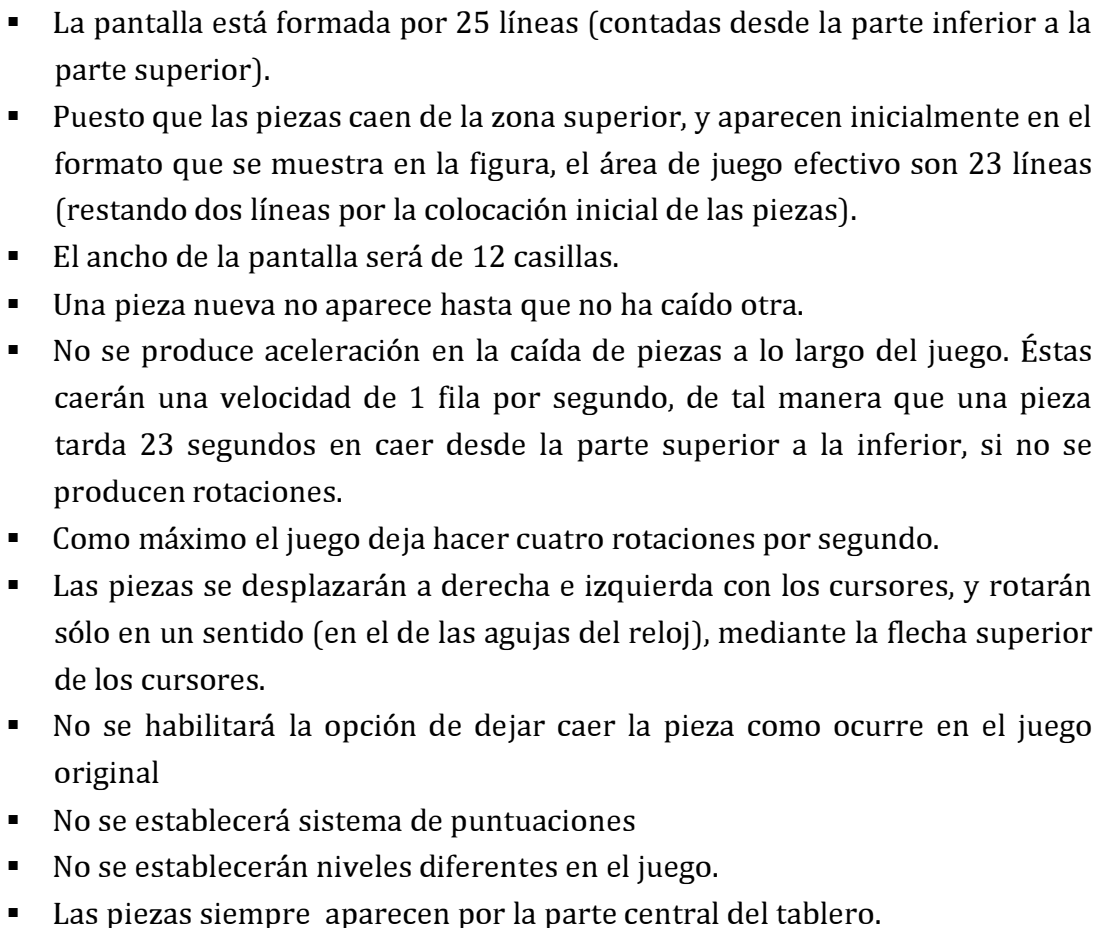 ▪ La pantalla está formada por 25 líneas (contadas desde la parte inferior a la
parte superior).
▪ Puesto que las piezas caen de la zona superior, y aparecen inicialmente en el
formato que se muestra en la figura, el área de juego efectivo son 23 líneas
(restando dos líneas por la colocación inicial de las piezas).
▪ El ancho de la pantalla será de 12 casillas.
▪ Una pieza nueva no aparece hasta que no ha caído otra.
▪ No se produce aceleración en la caída de piezas a lo largo del juego. Éstas
caerán una velocidad de 1 fila por segundo, de tal manera que una pieza
tarda 23 segundos en caer desde la parte superior a la inferior, si no se
producen rotaciones.
▪ Como máximo el juego deja hacer cuatro rotaciones por segundo.
▪ Las piezas se desplazarán a derecha e izquierda con los cursores, y rotarán
sólo en un sentido (en el de las agujas del reloj), mediante la flecha superior
de los cursores.
▪ No se habilitará la opción de dejar caer la pieza como ocurre en el juego
original
▪ No se establecerá sistema de puntuaciones
▪ No se establecerán niveles diferentes en el juego.
▪ Las piezas siempre aparecen por la parte central del tablero.